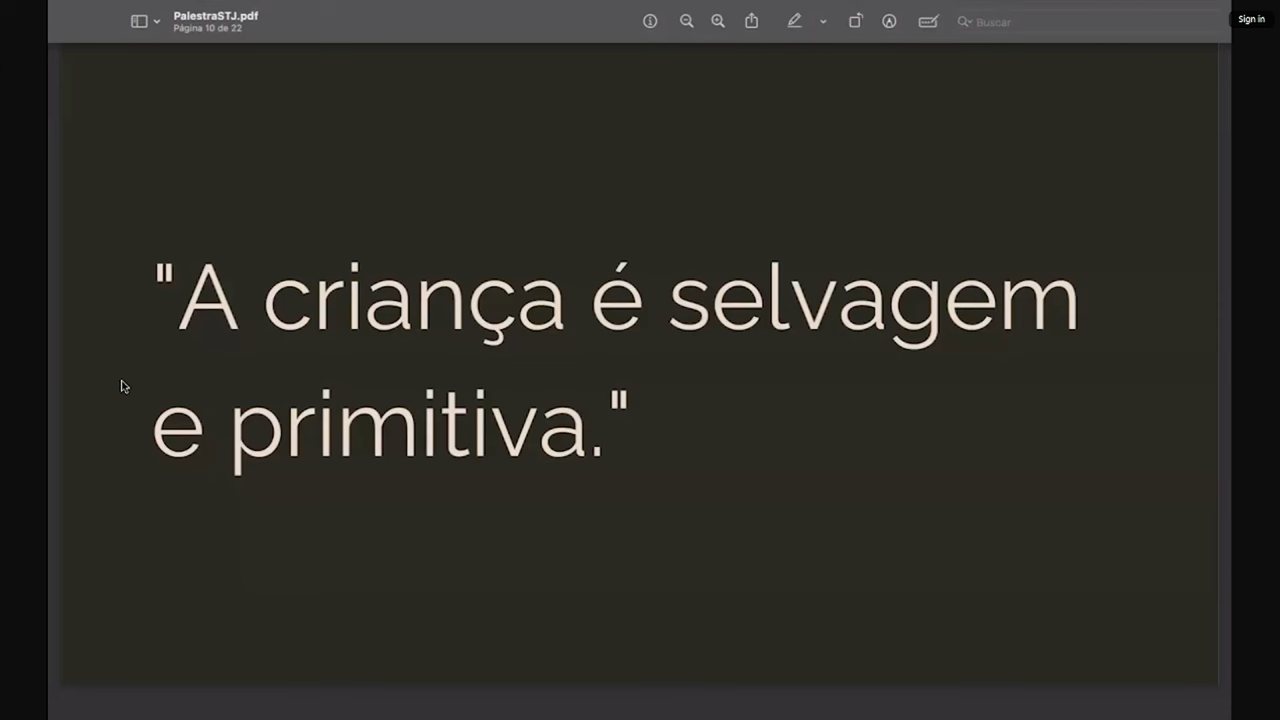 PalestraSTJ.pdf
Página 10 de 22
Buscar
Sign in
"A criança é selvagem
e primitiva."